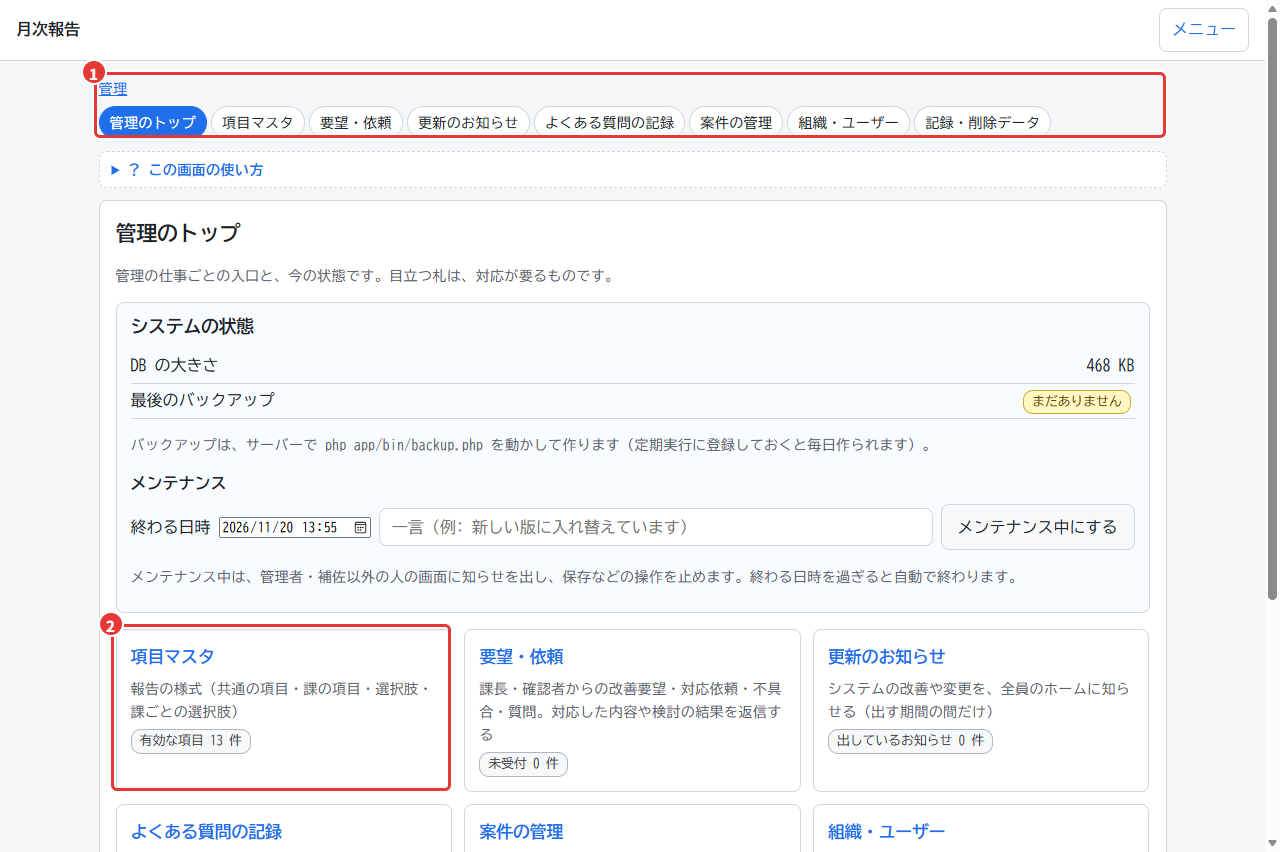 月次報告
メニュー
1
管理
管理のトップ 項目マスタ 要望・依頼 更新のお知らせ よくある質問の記録 案件の管理 組織・ユーザー 記録・削除データ
▶ ? この画面の使い方
管理のトップ
管理の仕事ごとの入口と、今の状態です。目立つ札は、対応が要るものです。
システムの状態
DB の大きさ 468 KB
最後のバックアップ まだありません
バックアップは、サーバーで php app/bin/backup.php を動かして作ります（定期実行に登録しておくと毎日作られます）。
メンテナンス
終わる日時 2026/11/20 13:55 一言（例: 新しい版に入れ替えています） メンテナンス中にする
メンテナンス中は、管理者・補佐以外の人の画面に知らせを出し、保存などの操作を止めます。終わる日時を過ぎると自動で終わります。
2
項目マスタ
報告の様式（共通の項目・課の項目・選択肢・
課ごとの選択肢）
有効な項目 13 件
要望・依頼
課長・確認者からの改善要望・対応依頼・不具
合・質問。対応した内容や検討の結果を返信す
る
未受付 0 件
更新のお知らせ
システムの改善や変更を、全員のホームに知ら
せる（出す期間の間だけ）
出しているお知らせ 0 件
よくある質問の記録
案件の管理
組織・ユーザー